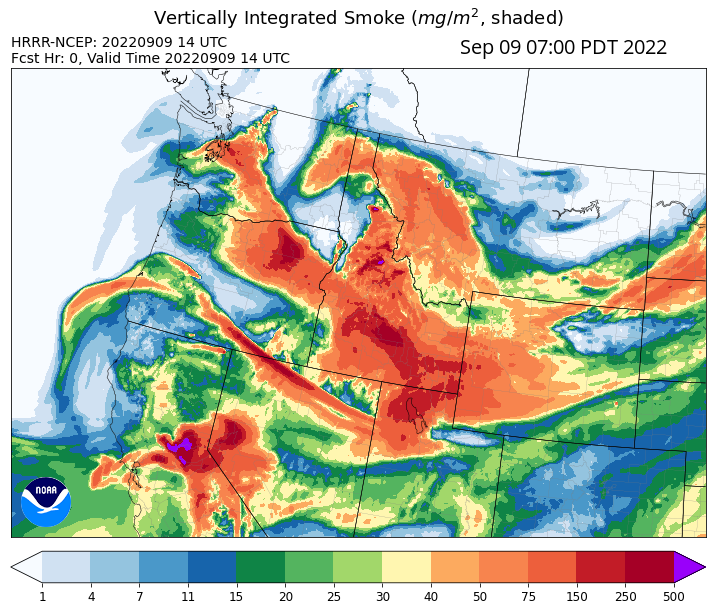 Vertically Integrated Smoke (mg/m², shaded)
HRRR-NCEP: 20220909 14 UTC
Fcst Hr: 0, Valid Time 20220909 14 UTC
Sep 09 07:00 PDT 2022
NOAA
1 4 7 11 15 20 25 30 40 50 75 150 250 500